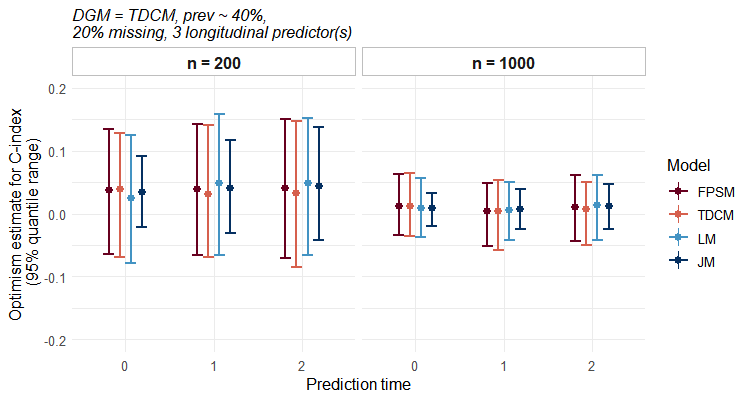 DGM = TDCM, prev ~ 40%,
20% missing, 3 longitudinal predictor(s)
n = 200
n = 1000
Optimism estimate for C-index
(95% quantile range)
0.2
0.1
0.0
-0.1
-0.2
0
1
2
0
1
2
Prediction time
Model
FPSM
TDCM
LM
JM